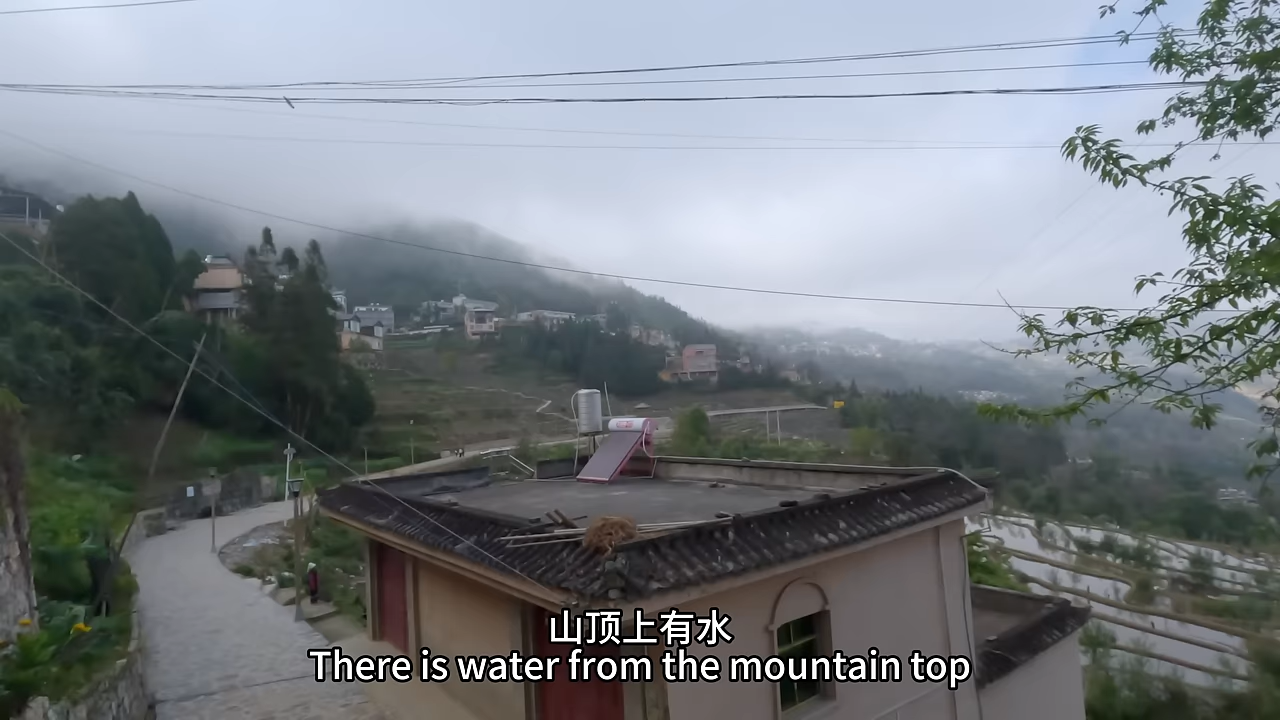 山顶上有水
There is water from the mountain top